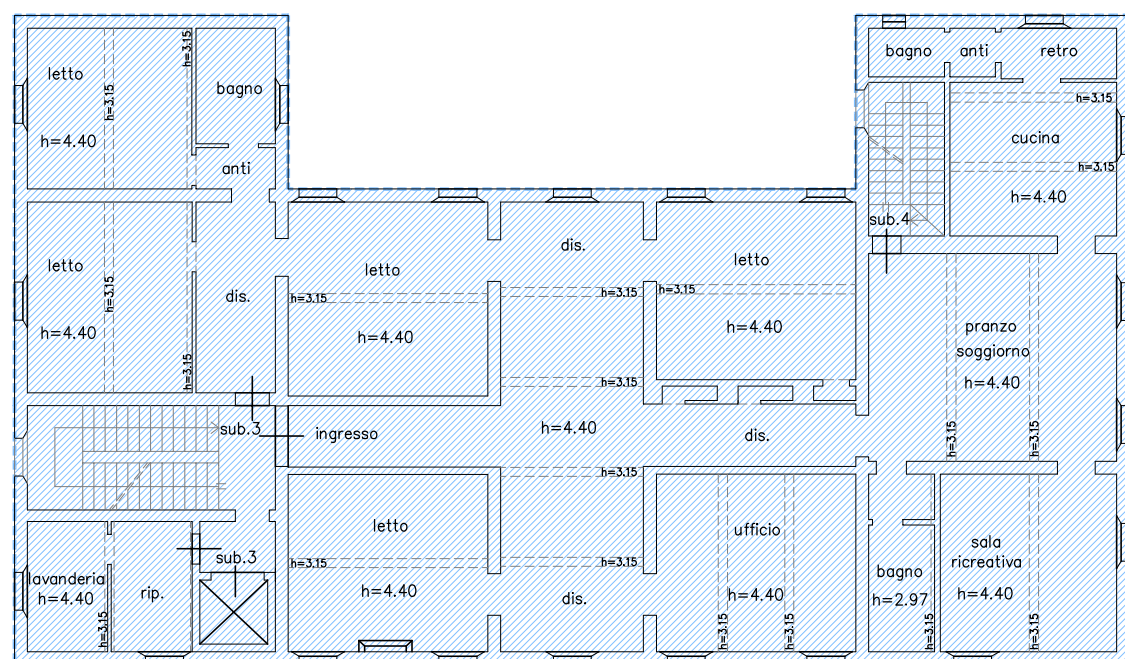 letto
h=3.15
h=3.15
h=4.40
bagno
anti
bagno
anti
retro
h=3.15
cucina
h=3.15
h=4.40
sub.4
letto
h=3.15
h=4.40
h=3.15
dis.
letto
h=3.15
h=4.40
dis.
h=3.15
h=3.15
letto
h=3.15
h=4.40
pranzo
soggiorno
h=4.40
h=3.15
h=3.15
sub.3
ingresso
h=4.40
dis.
h=3.15
letto
h=3.15
h=4.40
h=3.15
dis.
ufficio
h=4.40
h=3.15
h=3.15
sub.3
lavanderia
h=4.40
h=3.15
rip.
bagno
h=2.97
h=3.15
sala
ricreativa
h=4.40
h=3.15